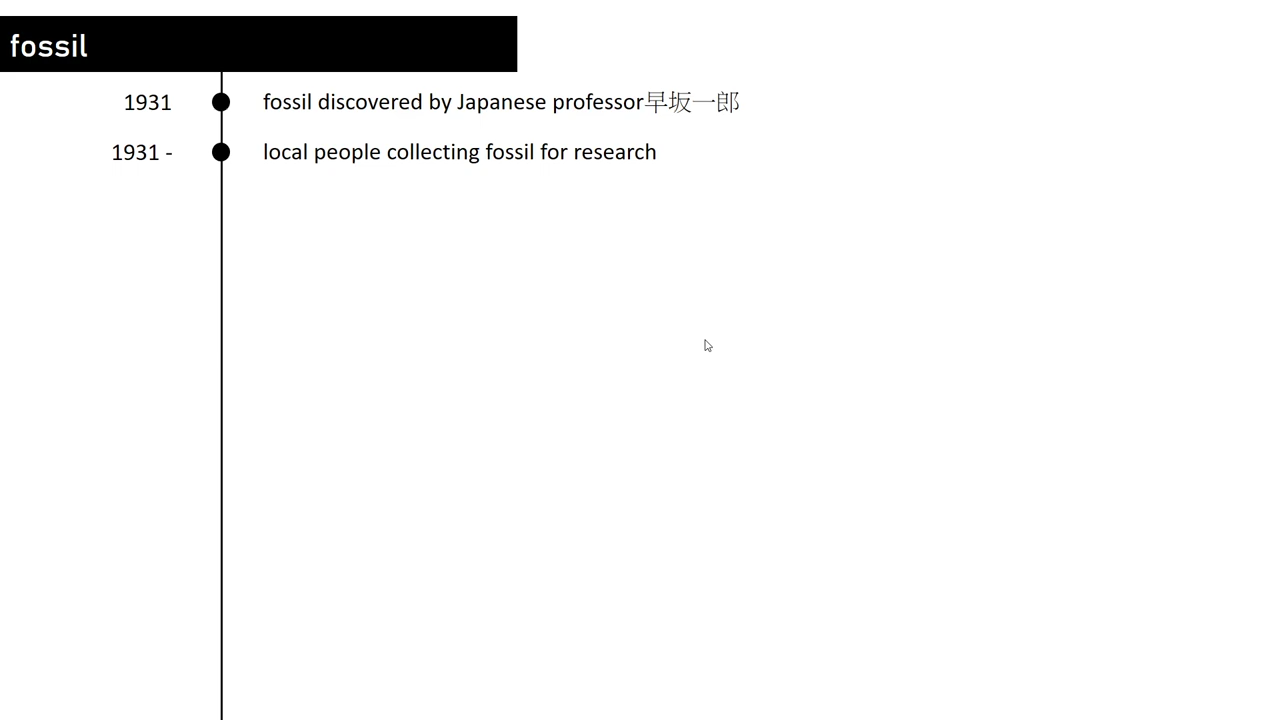 fossil
1931 fossil discovered by Japanese professor早坂一郎
1931 - local people collecting fossil for research